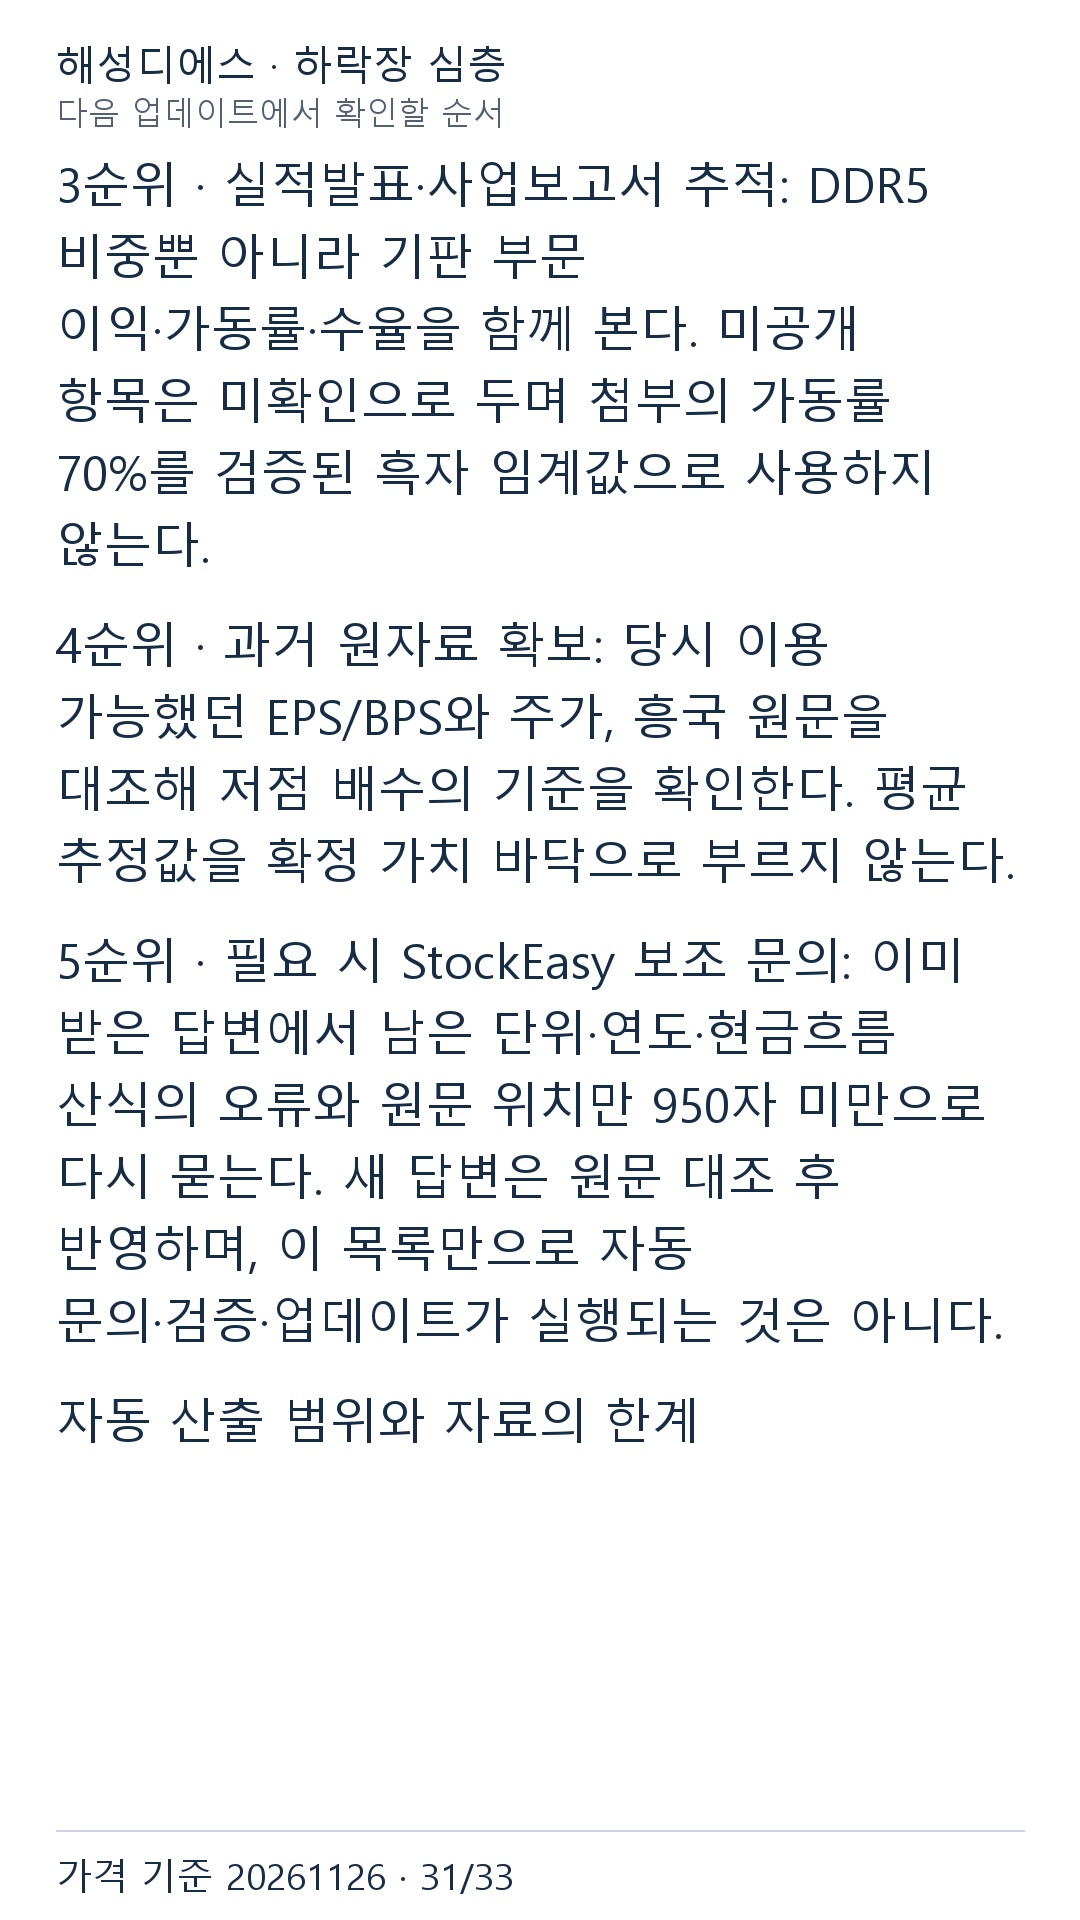 해성디에스 · 하락장 심층
다음 업데이트에서 확인할 순서
3순위 · 실적발표·사업보고서 추적: DDR5
비중뿐 아니라 기판 부문
이익·가동률·수율을 함께 본다. 미공개
항목은 미확인으로 두며 첨부의 가동률
70%를 검증된 흑자 임계값으로 사용하지
않는다.
4순위 · 과거 원자료 확보: 당시 이용
가능했던 EPS/BPS와 주가, 흥국 원문을
대조해 저점 배수의 기준을 확인한다. 평균
추정값을 확정 가치 바닥으로 부르지 않는다.
5순위 · 필요 시 StockEasy 보조 문의: 이미
받은 답변에서 남은 단위·연도·현금흐름
산식의 오류와 원문 위치만 950자 미만으로
다시 묻는다. 새 답변은 원문 대조 후
반영하며, 이 목록만으로 자동
문의·검증·업데이트가 실행되는 것은 아니다.
자동 산출 범위와 자료의 한계
가격 기준 20261126 · 31/33